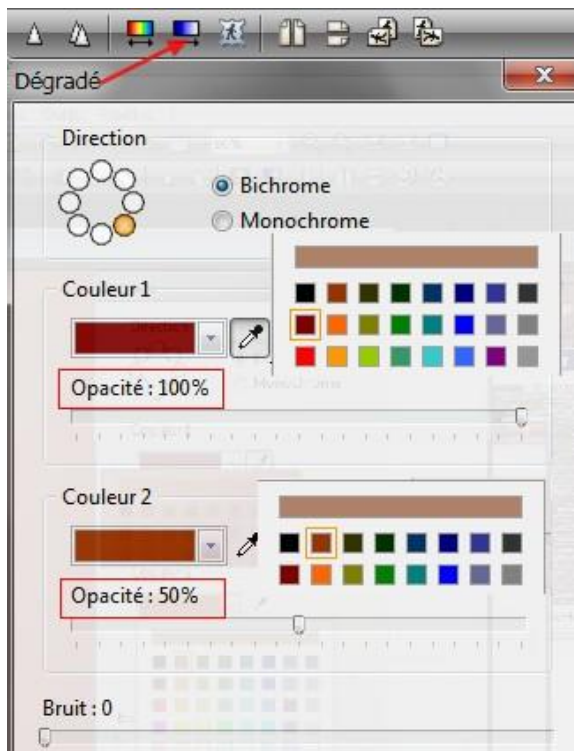 Dégradé
Direction
Bichrome
Monochrome
Couleur 1
Opacité : 100%
Couleur 2
Opacité : 50%
Bruit : 0